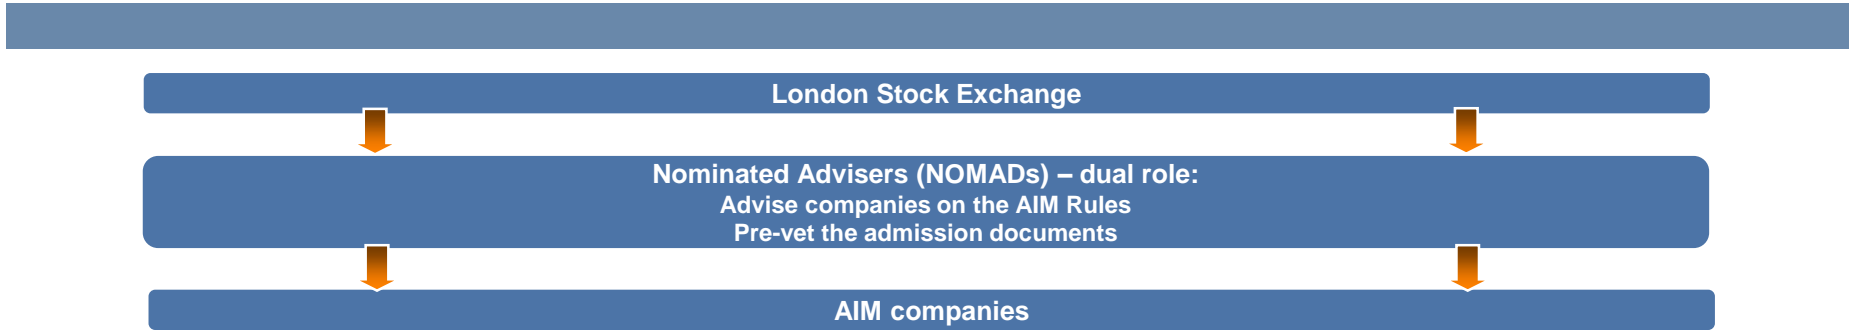 London Stock Exchange
Nominated Advisers (NOMADs) – dual role:
Advise companies on the AIM Rules
Pre-vet the admission documents
AIM companies